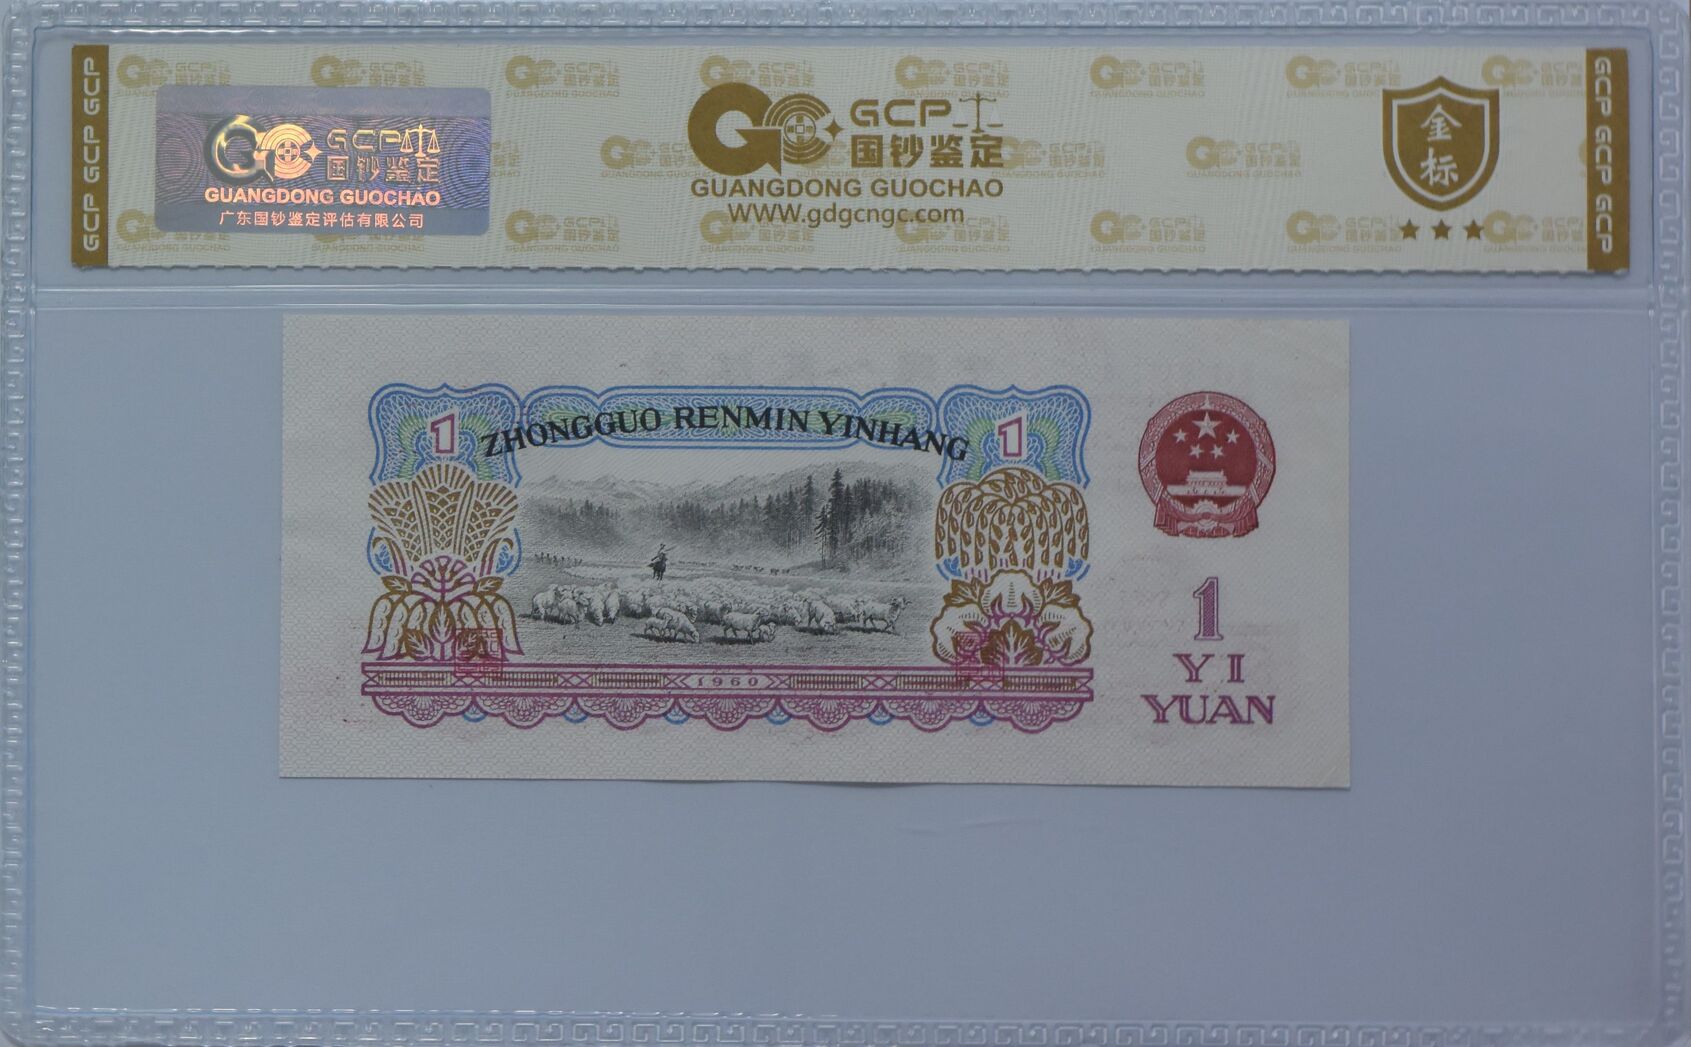 GCP GCP GCP
GCP
国钞鉴定
GUANGDONG GUOCHAO
广东国钞鉴定评估有限公司
GCP
国钞鉴定
GUANGDONG GUOCHAO
WWW.gdgcngc.com
金
标
GCP GCP GCP
1 ZHONGGUO RENMIN YINHANG 1
1960
1
YI
YUAN